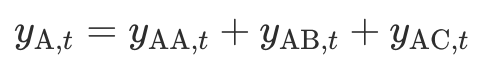 y_{A,t} = y_{AA,t} + y_{AB,t} + y_{AC,t}